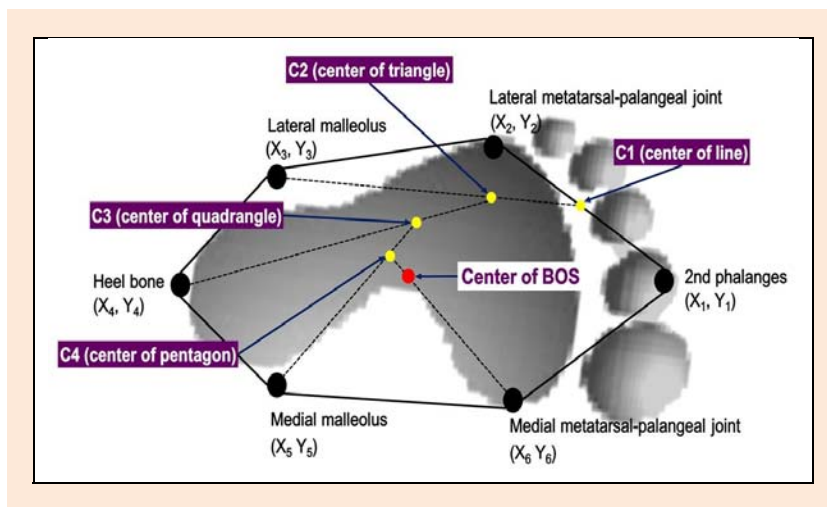 C2 (center of triangle)
Lateral metatarsal-palangeal joint
(X2, Y2)
Lateral malleolus
(X3, Y3)
C1 (center of line)
C3 (center of quadrangle)
Heel bone
(X4, Y4)
Center of BOS
2nd phalanges
(X1, Y1)
C4 (center of pentagon)
Medial malleolus
(X5 Y5)
Medial metatarsal-palangeal joint
(X6 Y6)